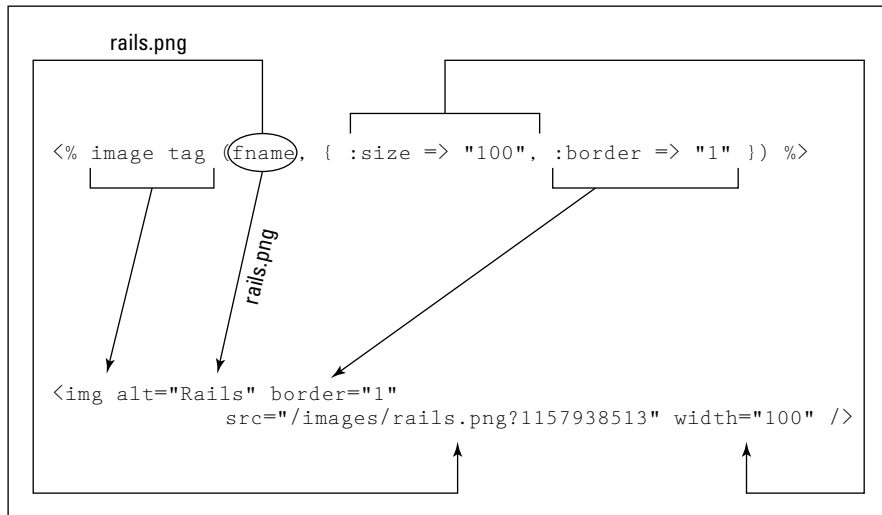 rails.png
<% image tag (fname, { :size => "100", :border => "1" }) %>
rails.png
<img alt="Rails" border="1"
src="/images/rails.png?1157938513" width="100" />